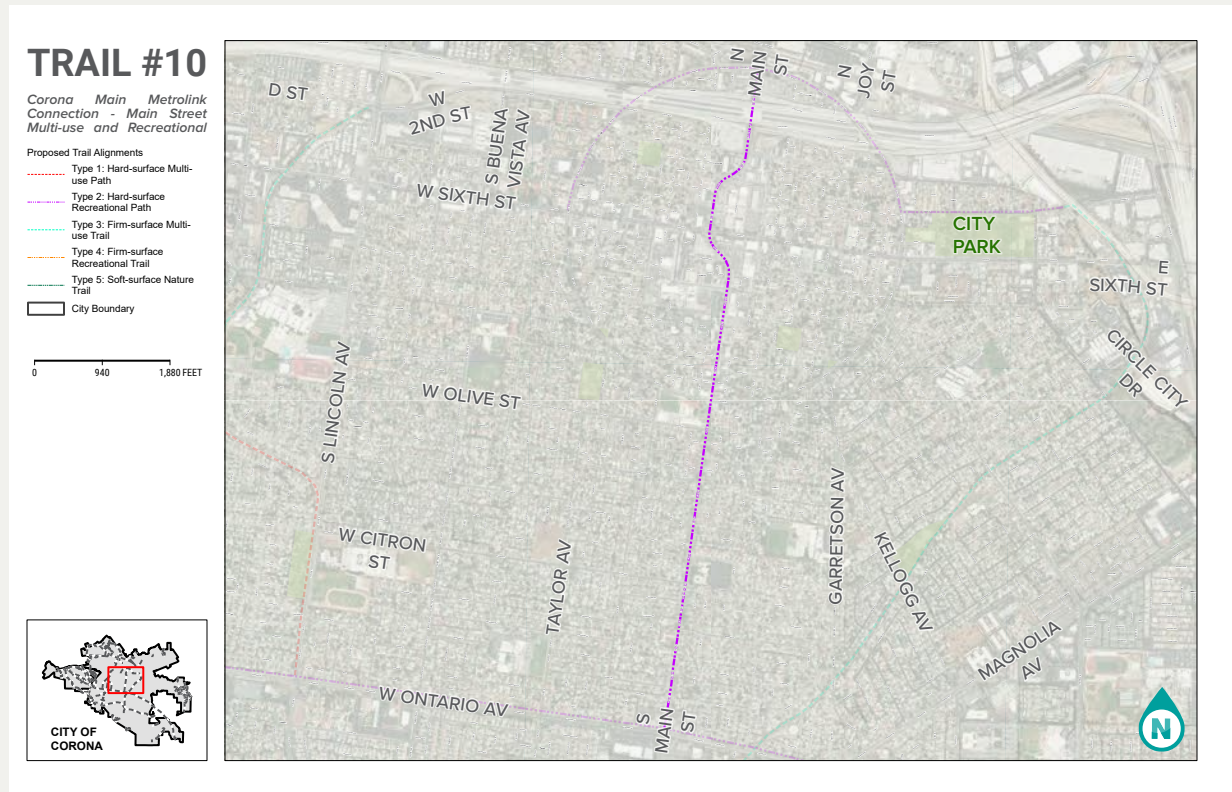 TRAIL #10
Corona Main Metrolink
Connection - Main Street
Multi-use and Recreational
Proposed Trail Alignments
Type 1: Hard-surface Multi-
use Path
Type 2: Hard-surface
Recreational Path
Type 3: Firm-surface Multi-
use Trail
Type 4: Firm-surface
Recreational Trail
Type 5: Soft-surface Nature
Trail
City Boundary
0 940 1,880 FEET
CITY OF
CORONA
D ST
W
2ND ST
S BUENA
VISTA AV
N
MAIN
ST
N
JOY
ST
W SIXTH ST
CITY
PARK
E
SIXTH ST
CIRCLE CITY
DR
S LINCOLN AV
W OLIVE ST
W CITRON
ST
TAYLOR AV
GARRETSON AV
KELLOGG AV
MAGNOLIA
AV
W ONTARIO AV
S
MAIN
ST
N